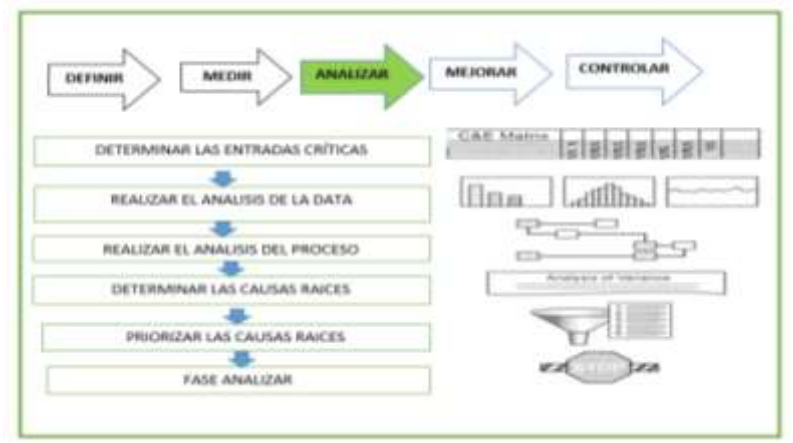 DEFINIR
MEDIR
ANALIZAR
MEJORAR
CONTROLAR
DETERMINAR LAS ENTRADAS CRÍTICAS
REALIZAR EL ANALISIS DE LA DATA
REALIZAR EL ANALISIS DEL PROCESO
DETERMINAR LAS CAUSAS RAICES
PRIORIZAR LAS CAUSAS RAICES
FASE ANALIZAR
C&E Matrix
Analysis of Variance